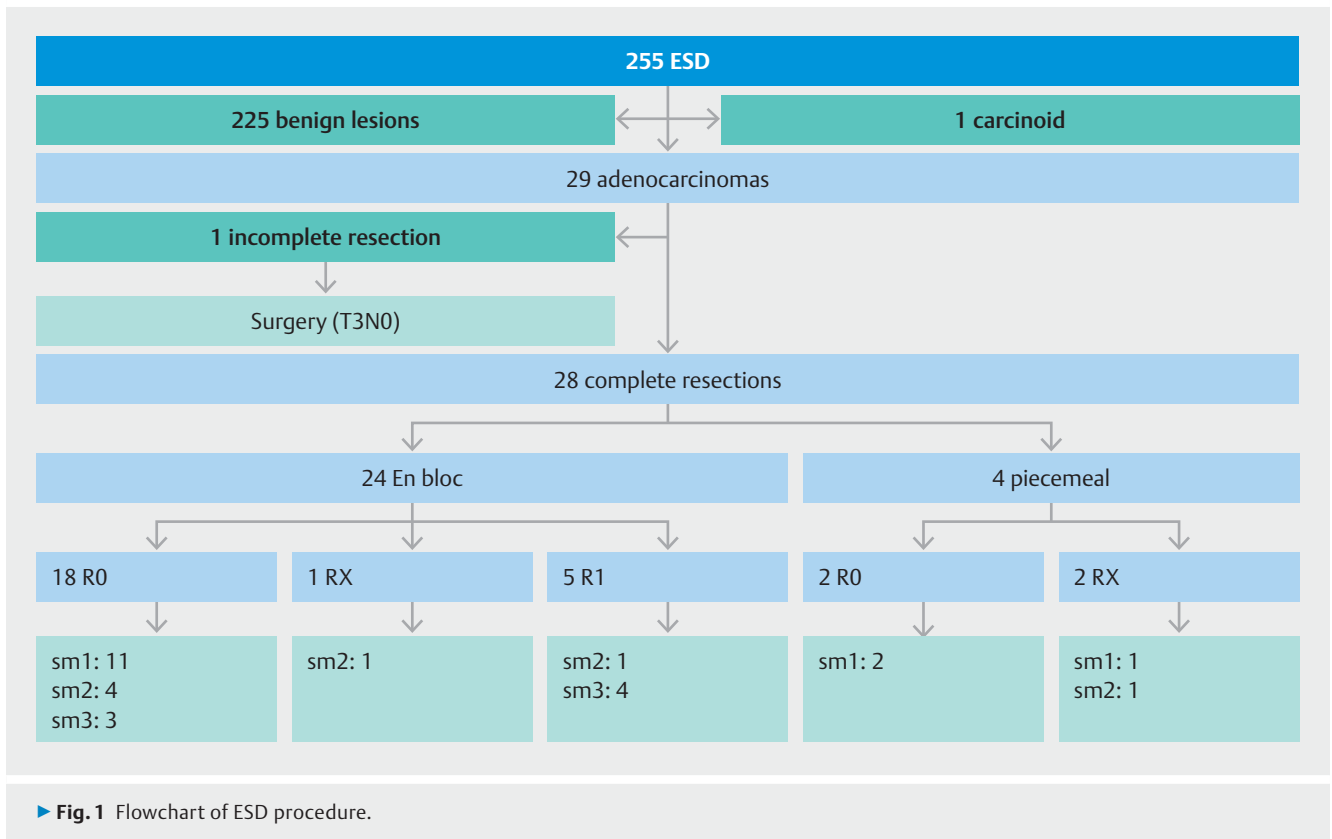 255 ESD
225 benign lesions
1 carcinoid
29 adenocarcinomas
1 incomplete resection
Surgery (T3N0)
28 complete resections
24 En bloc
4 piecemeal
18 R0
1 RX
5 R1
2 R0
2 RX
sm1: 11
sm2: 4
sm3: 3
sm2: 1
sm2: 1
sm3: 4
sm1: 2
sm1: 1
sm2: 1
▶ Fig. 1 Flowchart of ESD procedure.